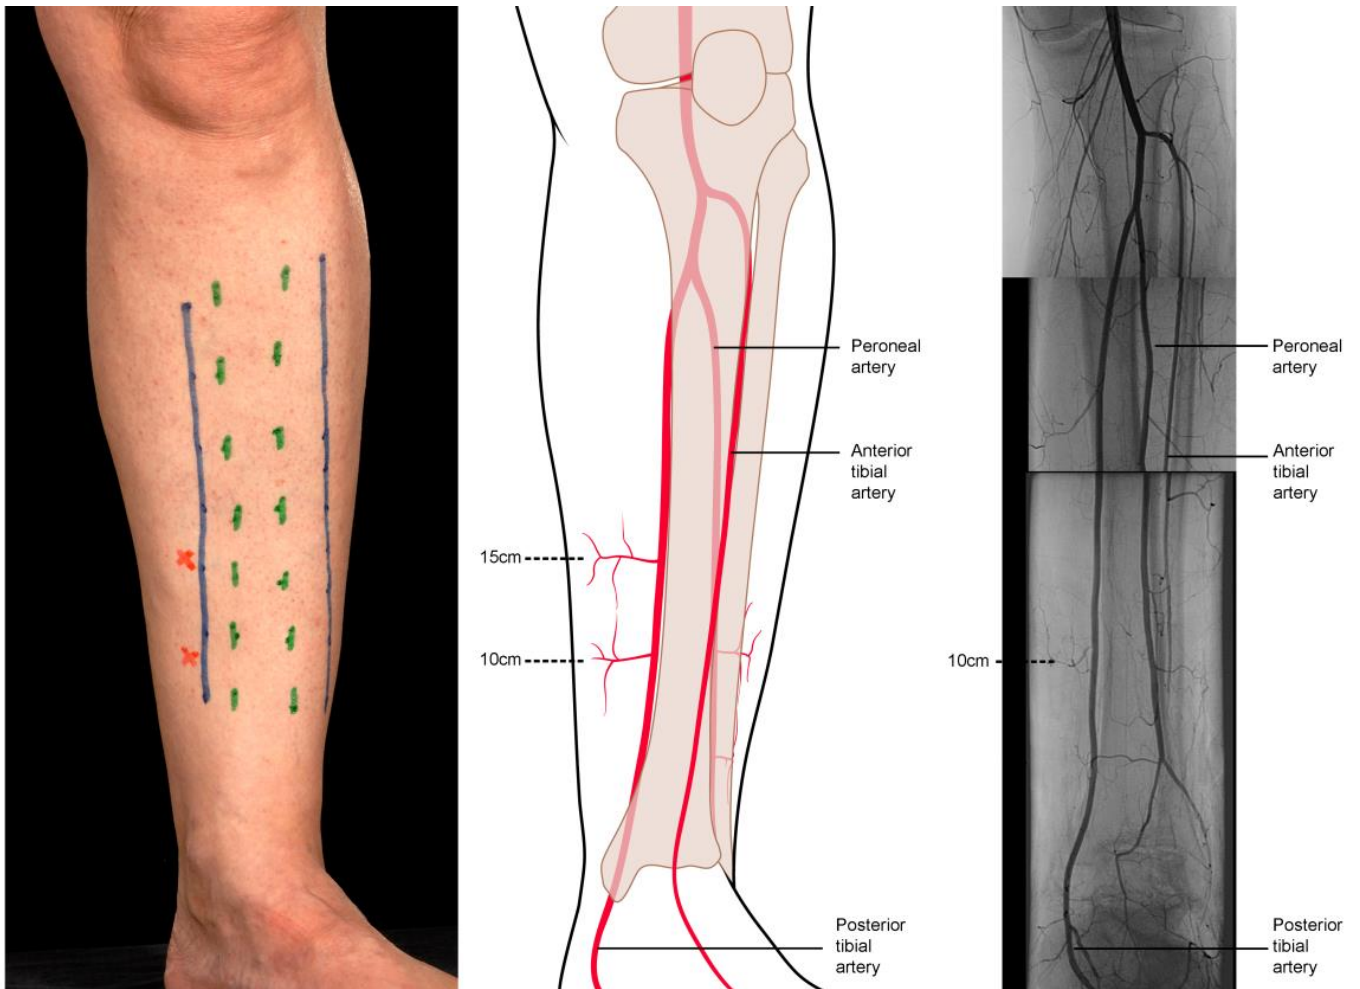 Peroneal
artery
Anterior
tibial
artery
15cm
10cm
Posterior
tibial
artery
Peroneal
artery
Anterior
tibial
artery
10cm
Posterior
tibial
artery